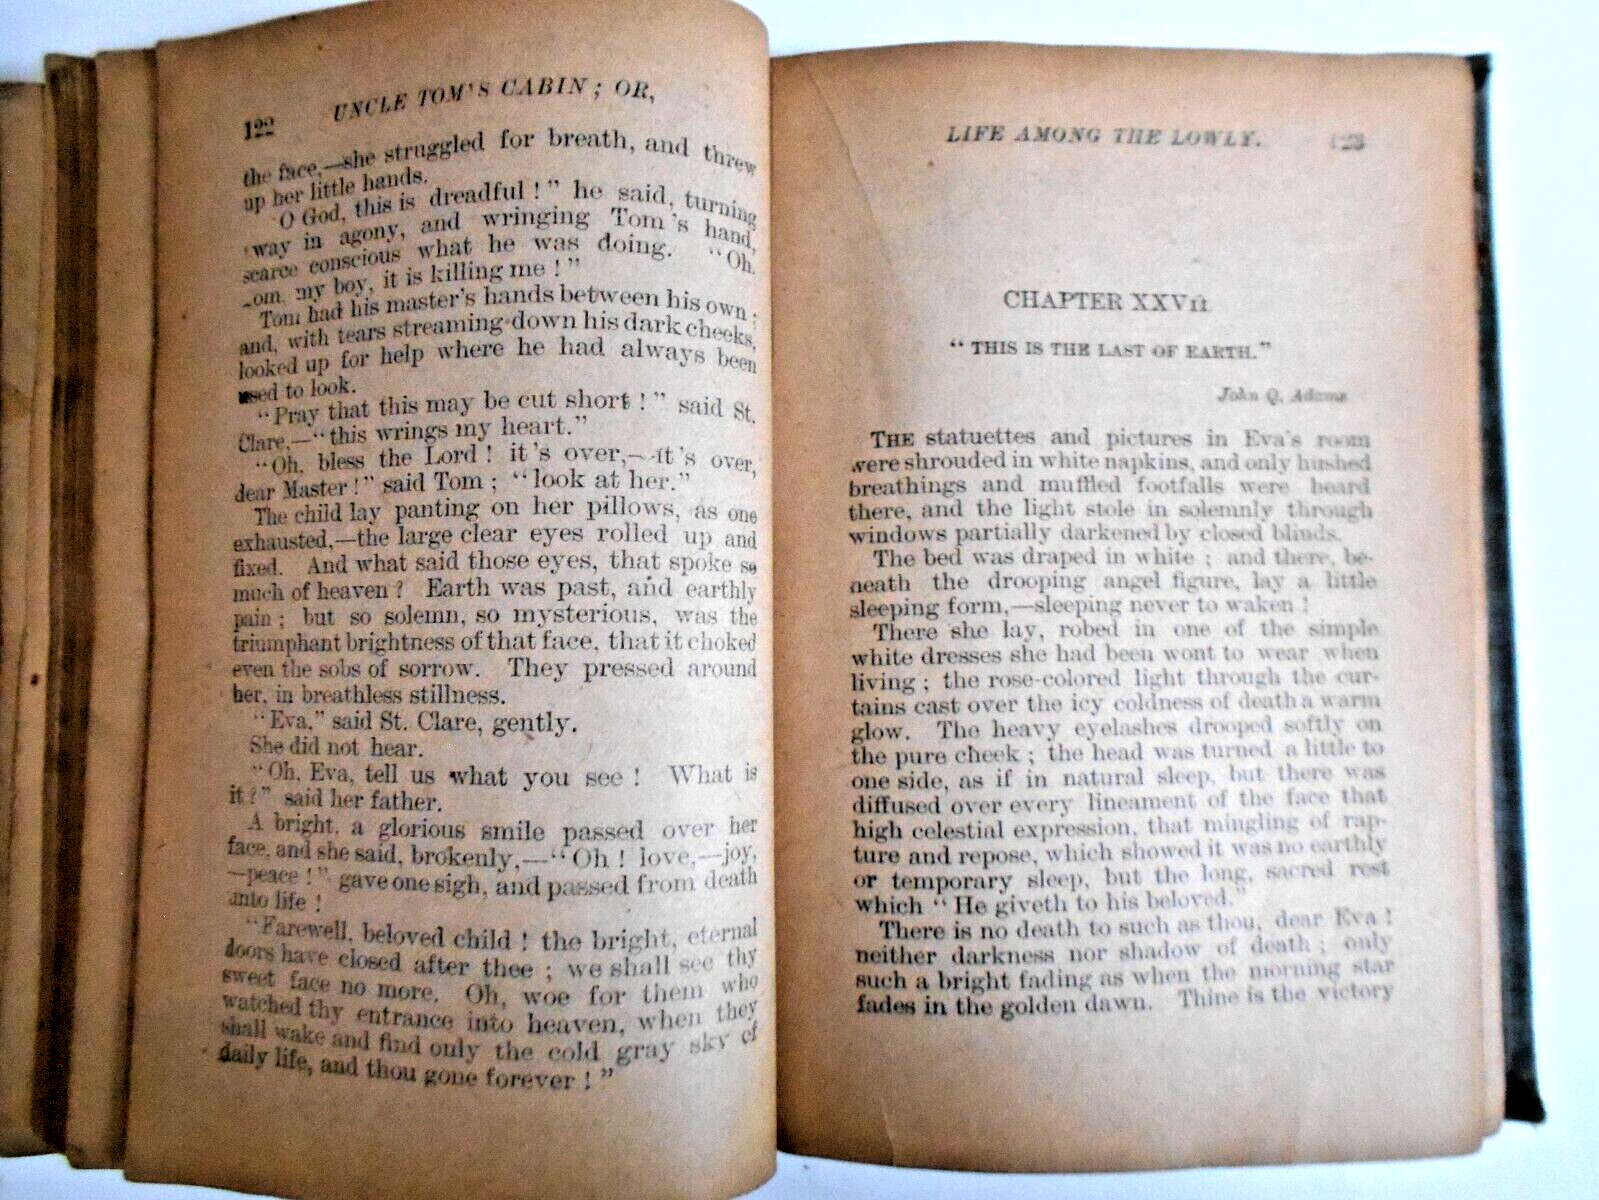 122 UNCLE TOM'S CABIN; OR,
the face,—she struggled for breath, and threw
up her little hands.
"O God, this is dreadful!" he said, turning
way in agony, and wringing Tom's hand,
scarce conscious what he was doing. "Oh,
om, my boy, it is killing me!"
Tom had his master's hands between his own;
and, with tears streaming down his dark cheeks,
looked up for help where he had always been
used to look.
"Pray that this may be cut short!" said St.
Clare,—"this wrings my heart."
"Oh, bless the Lord! it's over,—it's over,
dear Master!" said Tom; "look at her."
The child lay panting on her pillows, as one
exhausted,—the large clear eyes rolled up and
fixed. And what said those eyes, that spoke so
much of heaven? Earth was past, and earthly
pain; but so solemn, so mysterious, was the
triumphant brightness of that face, that it choked
even the sobs of sorrow. They pressed around
her, in breathless stillness.
"Eva," said St. Clare, gently.
She did not hear.
"Oh, Eva, tell us what you see! What is
it?" said her father.
A bright, a glorious smile passed over her
face, and she said, brokenly,—"Oh! love,—joy,
—peace!" gave one sigh, and passed from death
into life!
"Farewell, beloved child! the bright, eternal
doors have closed after thee; we shall see thy
sweet face no more. Oh, woe for them who
watched thy entrance into heaven, when they
shall wake and find only the cold gray sky of
daily life, and thou gone forever!"
LIFE AMONG THE LOWLY. 123
CHAPTER XXVII.
"THIS IS THE LAST OF EARTH."
John Q. Adams
THE statuettes and pictures in Eva's room
were shrouded in white napkins, and only hushed
breathings and muffled footfalls were heard
there, and the light stole in solemnly through
windows partially darkened by closed blinds.
The bed was draped in white; and there, be-
neath the drooping angel figure, lay a little
sleeping form,—sleeping never to waken!
There she lay, robed in one of the simple
white dresses she had been wont to wear when
living; the rose-colored light through the cur-
tains cast over the icy coldness of death a warm
glow. The heavy eyelashes drooped softly on
the pure cheek; the head was turned a little to
one side, as if in natural sleep, but there was
diffused over every lineament of the face that
high celestial expression, that mingling of rap-
ture and repose, which showed it was no earthly
or temporary sleep, but the long, sacred rest
which "He giveth to his beloved."
There is no death to such as thou, dear Eva!
neither darkness nor shadow of death; only
such a bright fading as when the morning star
fades in the golden dawn. Thine is the victory